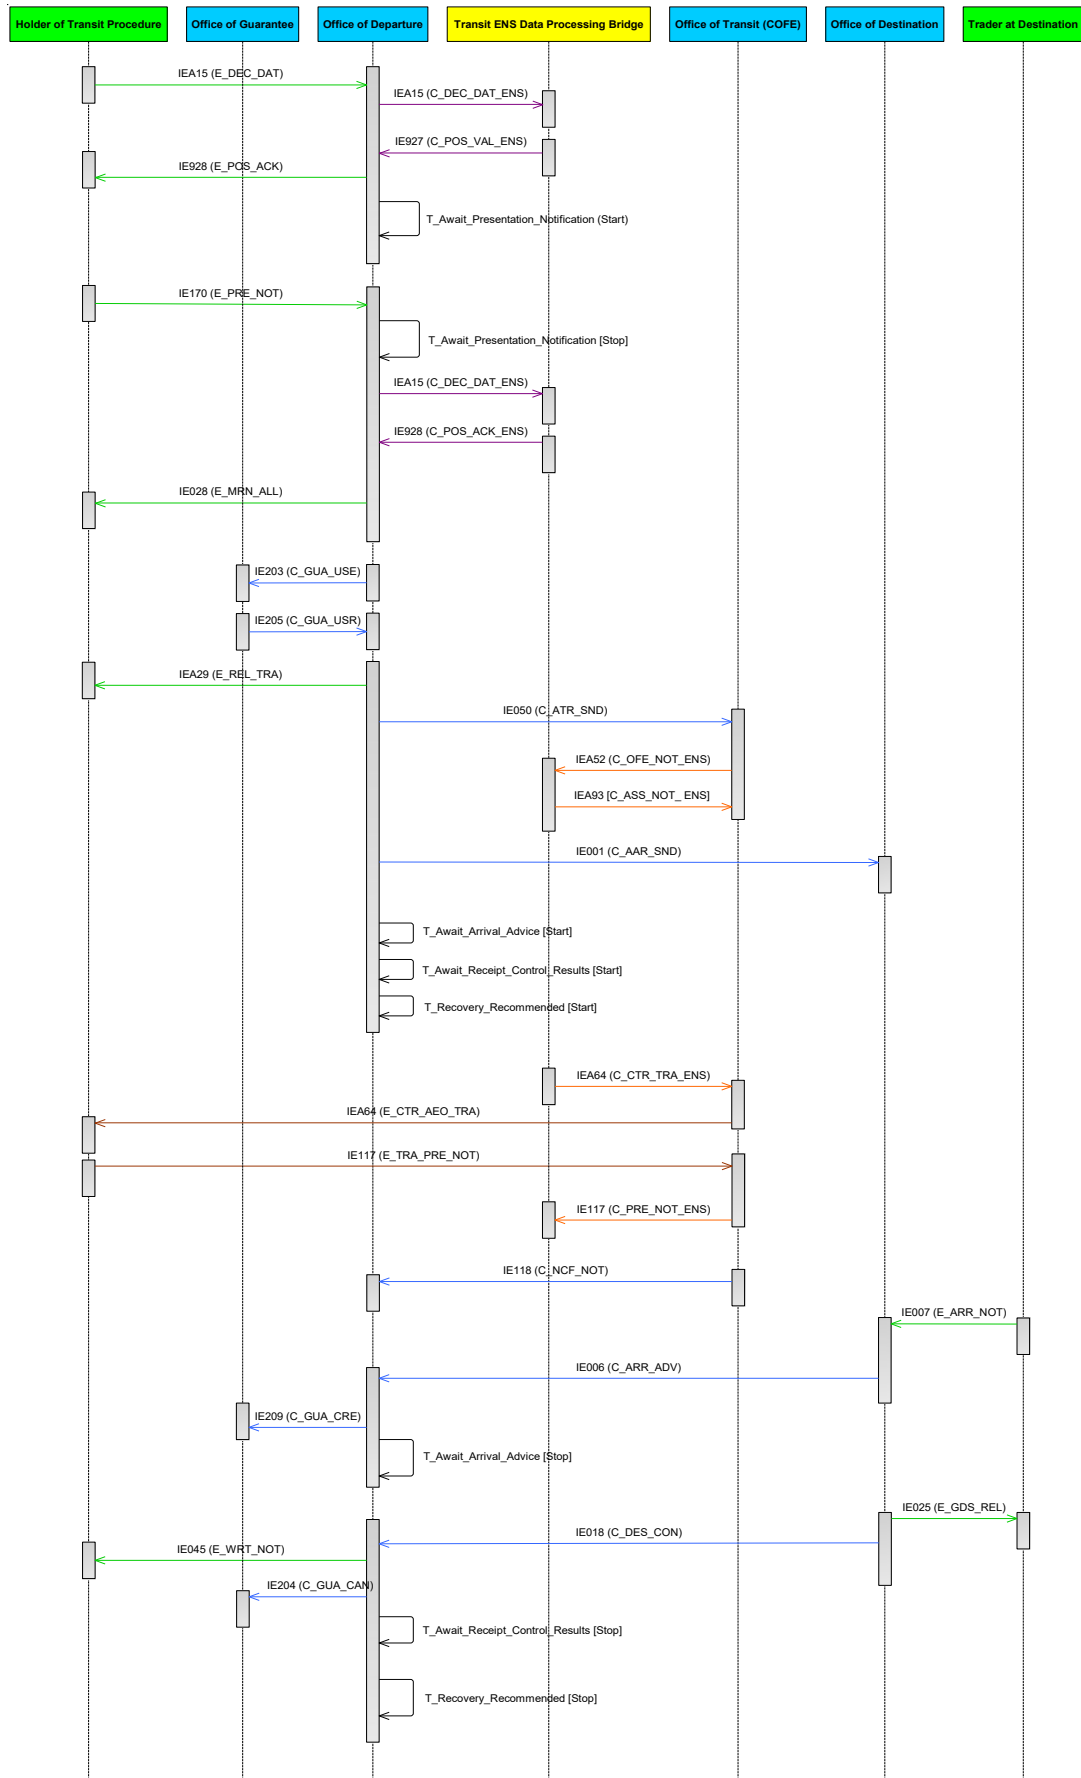 Holder of Transit Procedure
Office of Guarantee
Office of Departure
Transit ENS Data Processing Bridge
Office of Transit (COFE)
Office of Destination
Trader at Destination
IEA15 (E_DEC_DAT)
IEA15 (C_DEC_DAT_ENS)
IE927 (C_POS_VAL_ENS)
IE928 (E_POS_ACK)
T_Await_Presentation_Notification (Start)
IE170 (E_PRE_NOT)
T_Await_Presentation_Notification [Stop]
IEA15 (C_DEC_DAT_ENS)
IE928 (C_POS_ACK_ENS)
IE028 (E_MRN_ALL)
IE203 (C_GUA_USE)
IE205 (C_GUA_USR)
IEA29 (E_REL_TRA)
IE050 (C_ATR_SND)
IEA52 (C_OFE_NOT_ENS)
IEA93 [C_ASS_NOT_ ENS]
IE001 (C_AAR_SND)
T_Await_Arrival_Advice [Start]
T_Await_Receipt_Control_Results [Start]
T_Recovery_Recommended [Start]
IEA64 (C_CTR_TRA_ENS)
IEA64 (E_CTR_AEO_TRA)
IE117 (E_TRA_PRE_NOT)
IE117 (C_PRE_NOT_ENS)
IE118 (C_NCF_NOT)
IE007 (E_ARR_NOT)
IE006 (C_ARR_ADV)
IE209 (C_GUA_CRE)
T_Await_Arrival_Advice [Stop]
IE025 (E_GDS_REL)
IE018 (C_DES_CON)
IE045 (E_WRT_NOT)
IE204 (C_GUA_CAN)
T_Await_Receipt_Control_Results [Stop]
T_Recovery_Recommended [Stop]